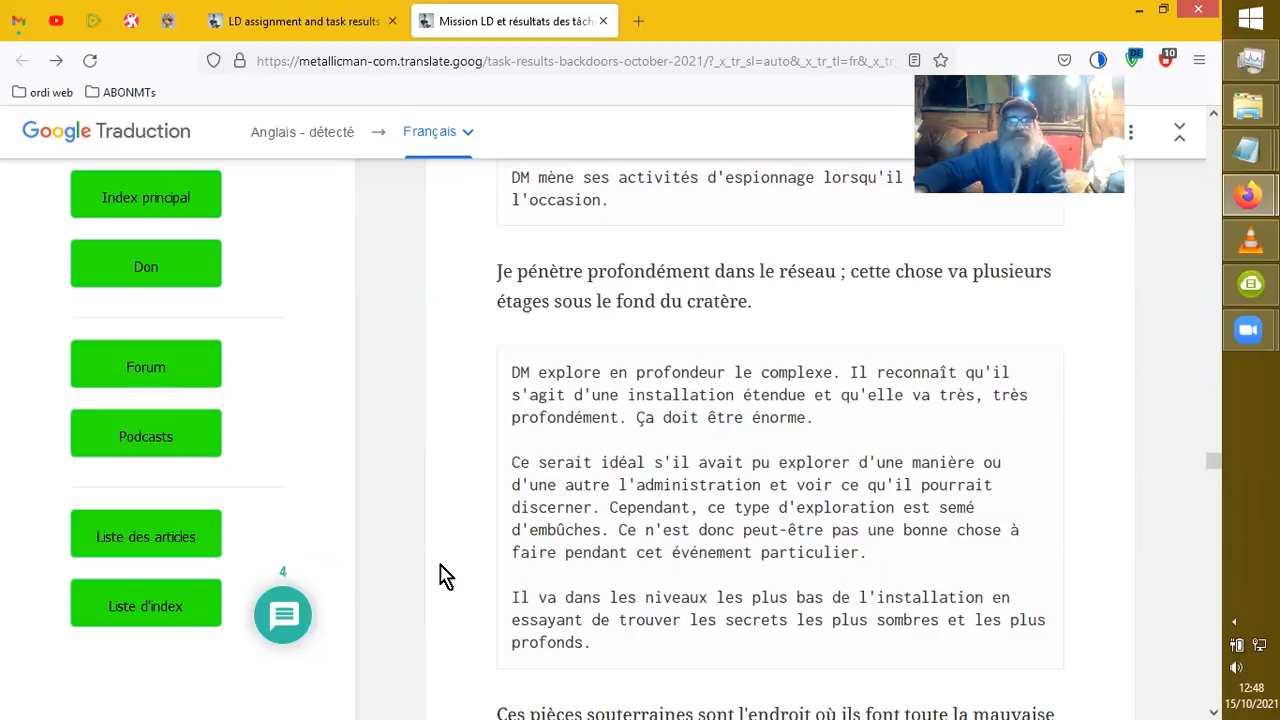 LD assignment and task results
Mission LD et résultats des tâche
https://metallicman-com.translate.goog/task-results-backdoors-october-2021/?_x_tr_sl=auto&_x_tr_tl=fr&_x_tr_
DE
10
ordi web
ABONMTs
Google Traduction
Anglais - détecté
Français
Index principal
Don
Forum
Podcasts
Liste des articles
Liste d'index
4
DM mene ses activités d'espionnage lorsqu'il
l'occasion.
Je pénètre profondément dans le réseau ; cette chose va plusieurs
étages sous le fond du cratère.
DM explore en profondeur le complexe. Il reconnaît qu'il
s'agit d'une installation étendue et qu'elle va très, très
profondément. Ça doit être énorme.
Ce serait idéal s'il avait pu explorer d'une manière ou
d'une autre l'administration et voir ce qu'il pourrait
discerner. Cependant, ce type d'exploration est semé
d'embûches. Ce n'est donc peut-être pas une bonne chose à
faire pendant cet événement particulier.
Il va dans les niveaux les plus bas de l'installation en
essayant de trouver les secrets les plus sombres et les plus
profonds.
Ces pièces souterraines sont l'endroit où ils font toute la mauvaise
12:48
15/10/2021